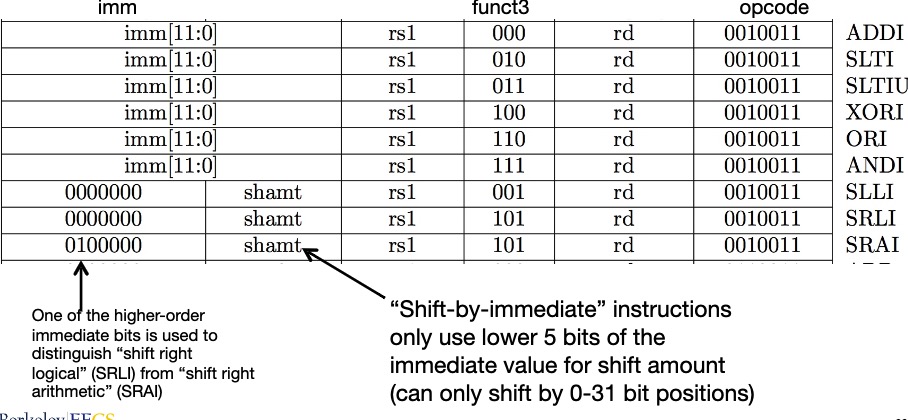 imm funct3 opcode
imm[11:0] rs1 000 rd 0010011 ADDI
imm[11:0] rs1 010 rd 0010011 SLTI
imm[11:0] rs1 011 rd 0010011 SLTIU
imm[11:0] rs1 100 rd 0010011 XORI
imm[11:0] rs1 110 rd 0010011 ORI
imm[11:0] rs1 111 rd 0010011 ANDI
0000000 shamt rs1 001 rd 0010011 SLLI
0000000 shamt rs1 101 rd 0010011 SRLI
0100000 shamt rs1 101 rd 0010011 SRAI
One of the higher-order
immediate bits is used to
distinguish “shift right
logical” (SRLI) from “shift right
arithmetic” (SRAI)
“Shift-by-immediate” instructions
only use lower 5 bits of the
immediate value for shift amount
(can only shift by 0-31 bit positions)
Berkeley|EECS